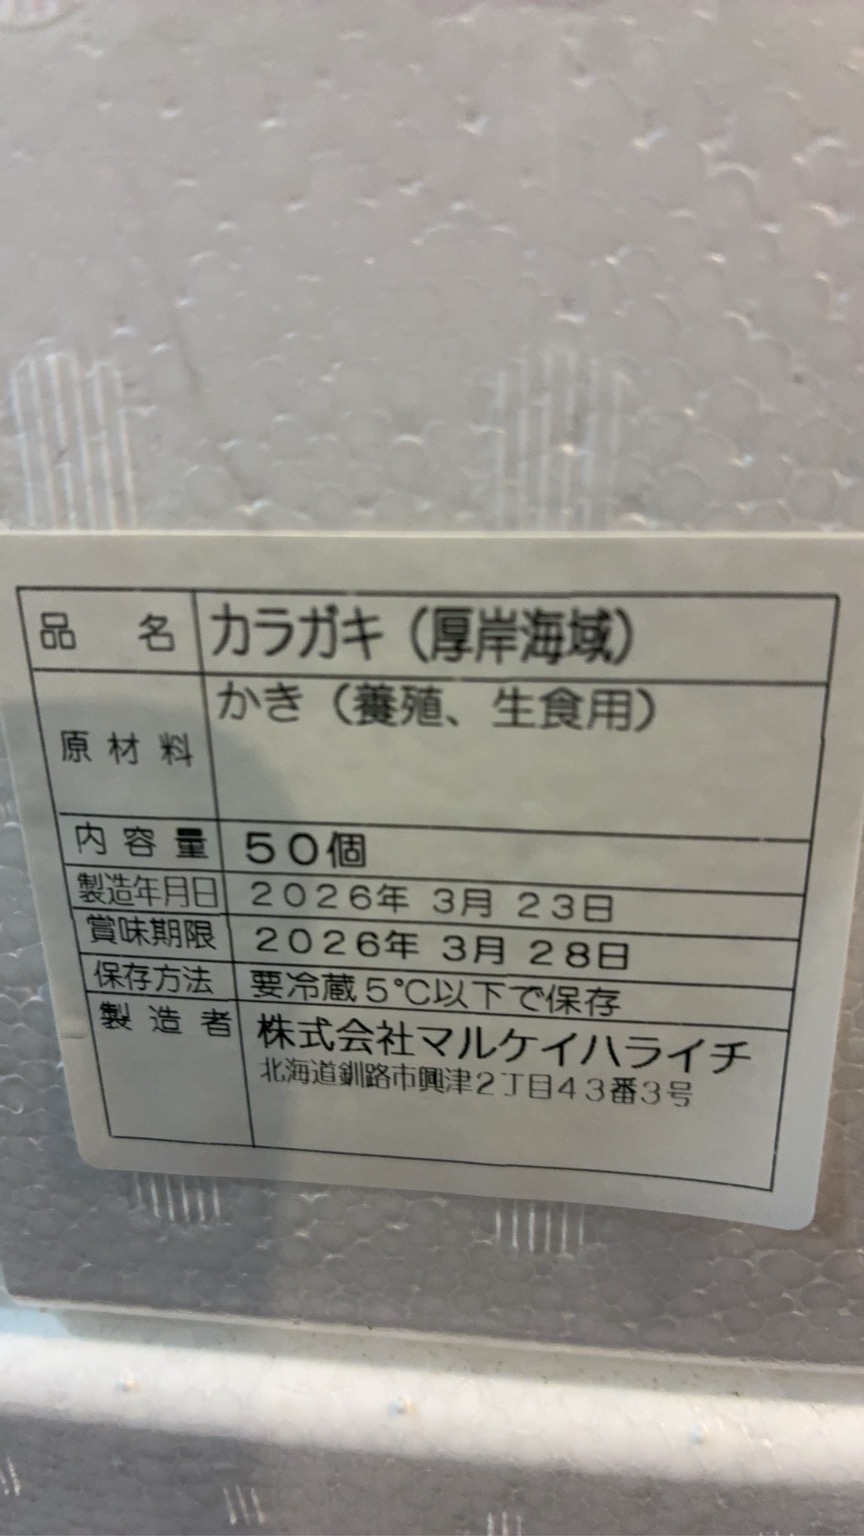 品 名 カラガキ（厚岸海域）
原材料 かき（養殖、生食用）
内容量 50個
製造年月日 2026年 3月 23日
賞味期限 2026年 3月 28日
保存方法 要冷蔵5℃以下で保存
製造者 株式会社マルケイハライチ
北海道釧路市興津2丁目43番3号